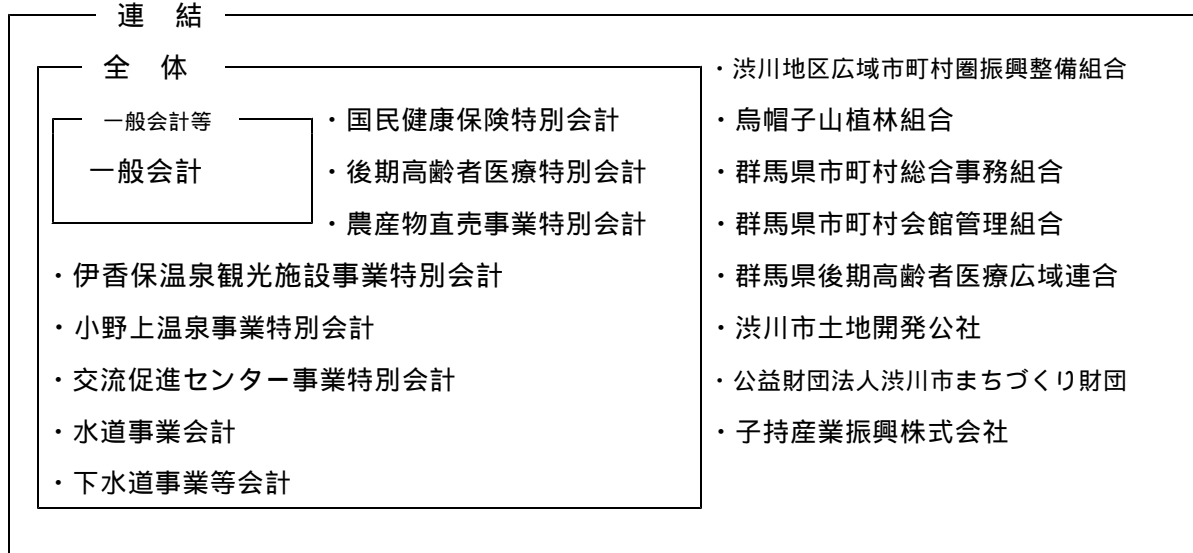 連 結
全 体
一般会計等
一般会計
・国民健康保険特別会計
・後期高齢者医療特別会計
・農産物直売事業特別会計
・伊香保温泉観光施設事業特別会計
・小野上温泉事業特別会計
・交流促進センター事業特別会計
・水道事業会計
・下水道事業等会計
・渋川地区広域市町村圏振興整備組合
・烏帽子山植林組合
・群馬県市町村総合事務組合
・群馬県市町村会館管理組合
・群馬県後期高齢者医療広域連合
・渋川市土地開発公社
・公益財団法人渋川市まちづくり財団
・子持産業振興株式会社